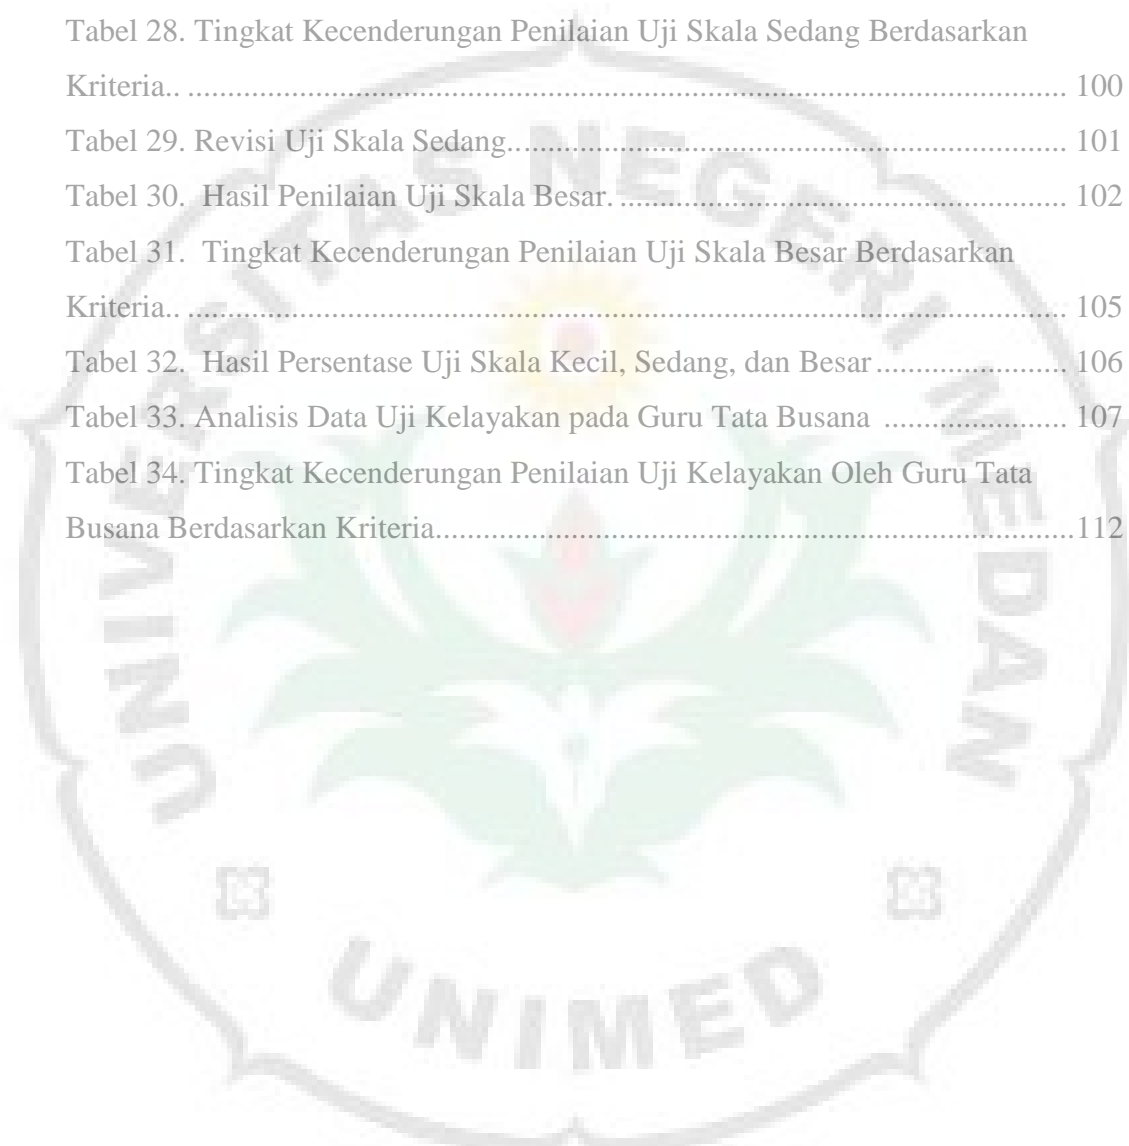 Tabel 28. Tingkat Kecenderungan Penilaian Uji Skala Sedang Berdasarkan
Kriteria.. ............................................................................................................... 100
Tabel 29. Revisi Uji Skala Sedang...................................................................... 101
Tabel 30.  Hasil Penilaian Uji Skala Besar. ........................................................ 102
Tabel 31.  Tingkat Kecenderungan Penilaian Uji Skala Besar Berdasarkan
Kriteria.. ............................................................................................................... 105
Tabel 32.  Hasil Persentase Uji Skala Kecil, Sedang, dan Besar ........................ 106
Tabel 33. Analisis Data Uji Kelayakan pada Guru Tata Busana  ....................... 107
Tabel 34. Tingkat Kecenderungan Penilaian Uji Kelayakan Oleh Guru Tata
Busana Berdasarkan Kriteria................................................................................112
UNIVERSITAS NEGERI MEDAN
UNIMED